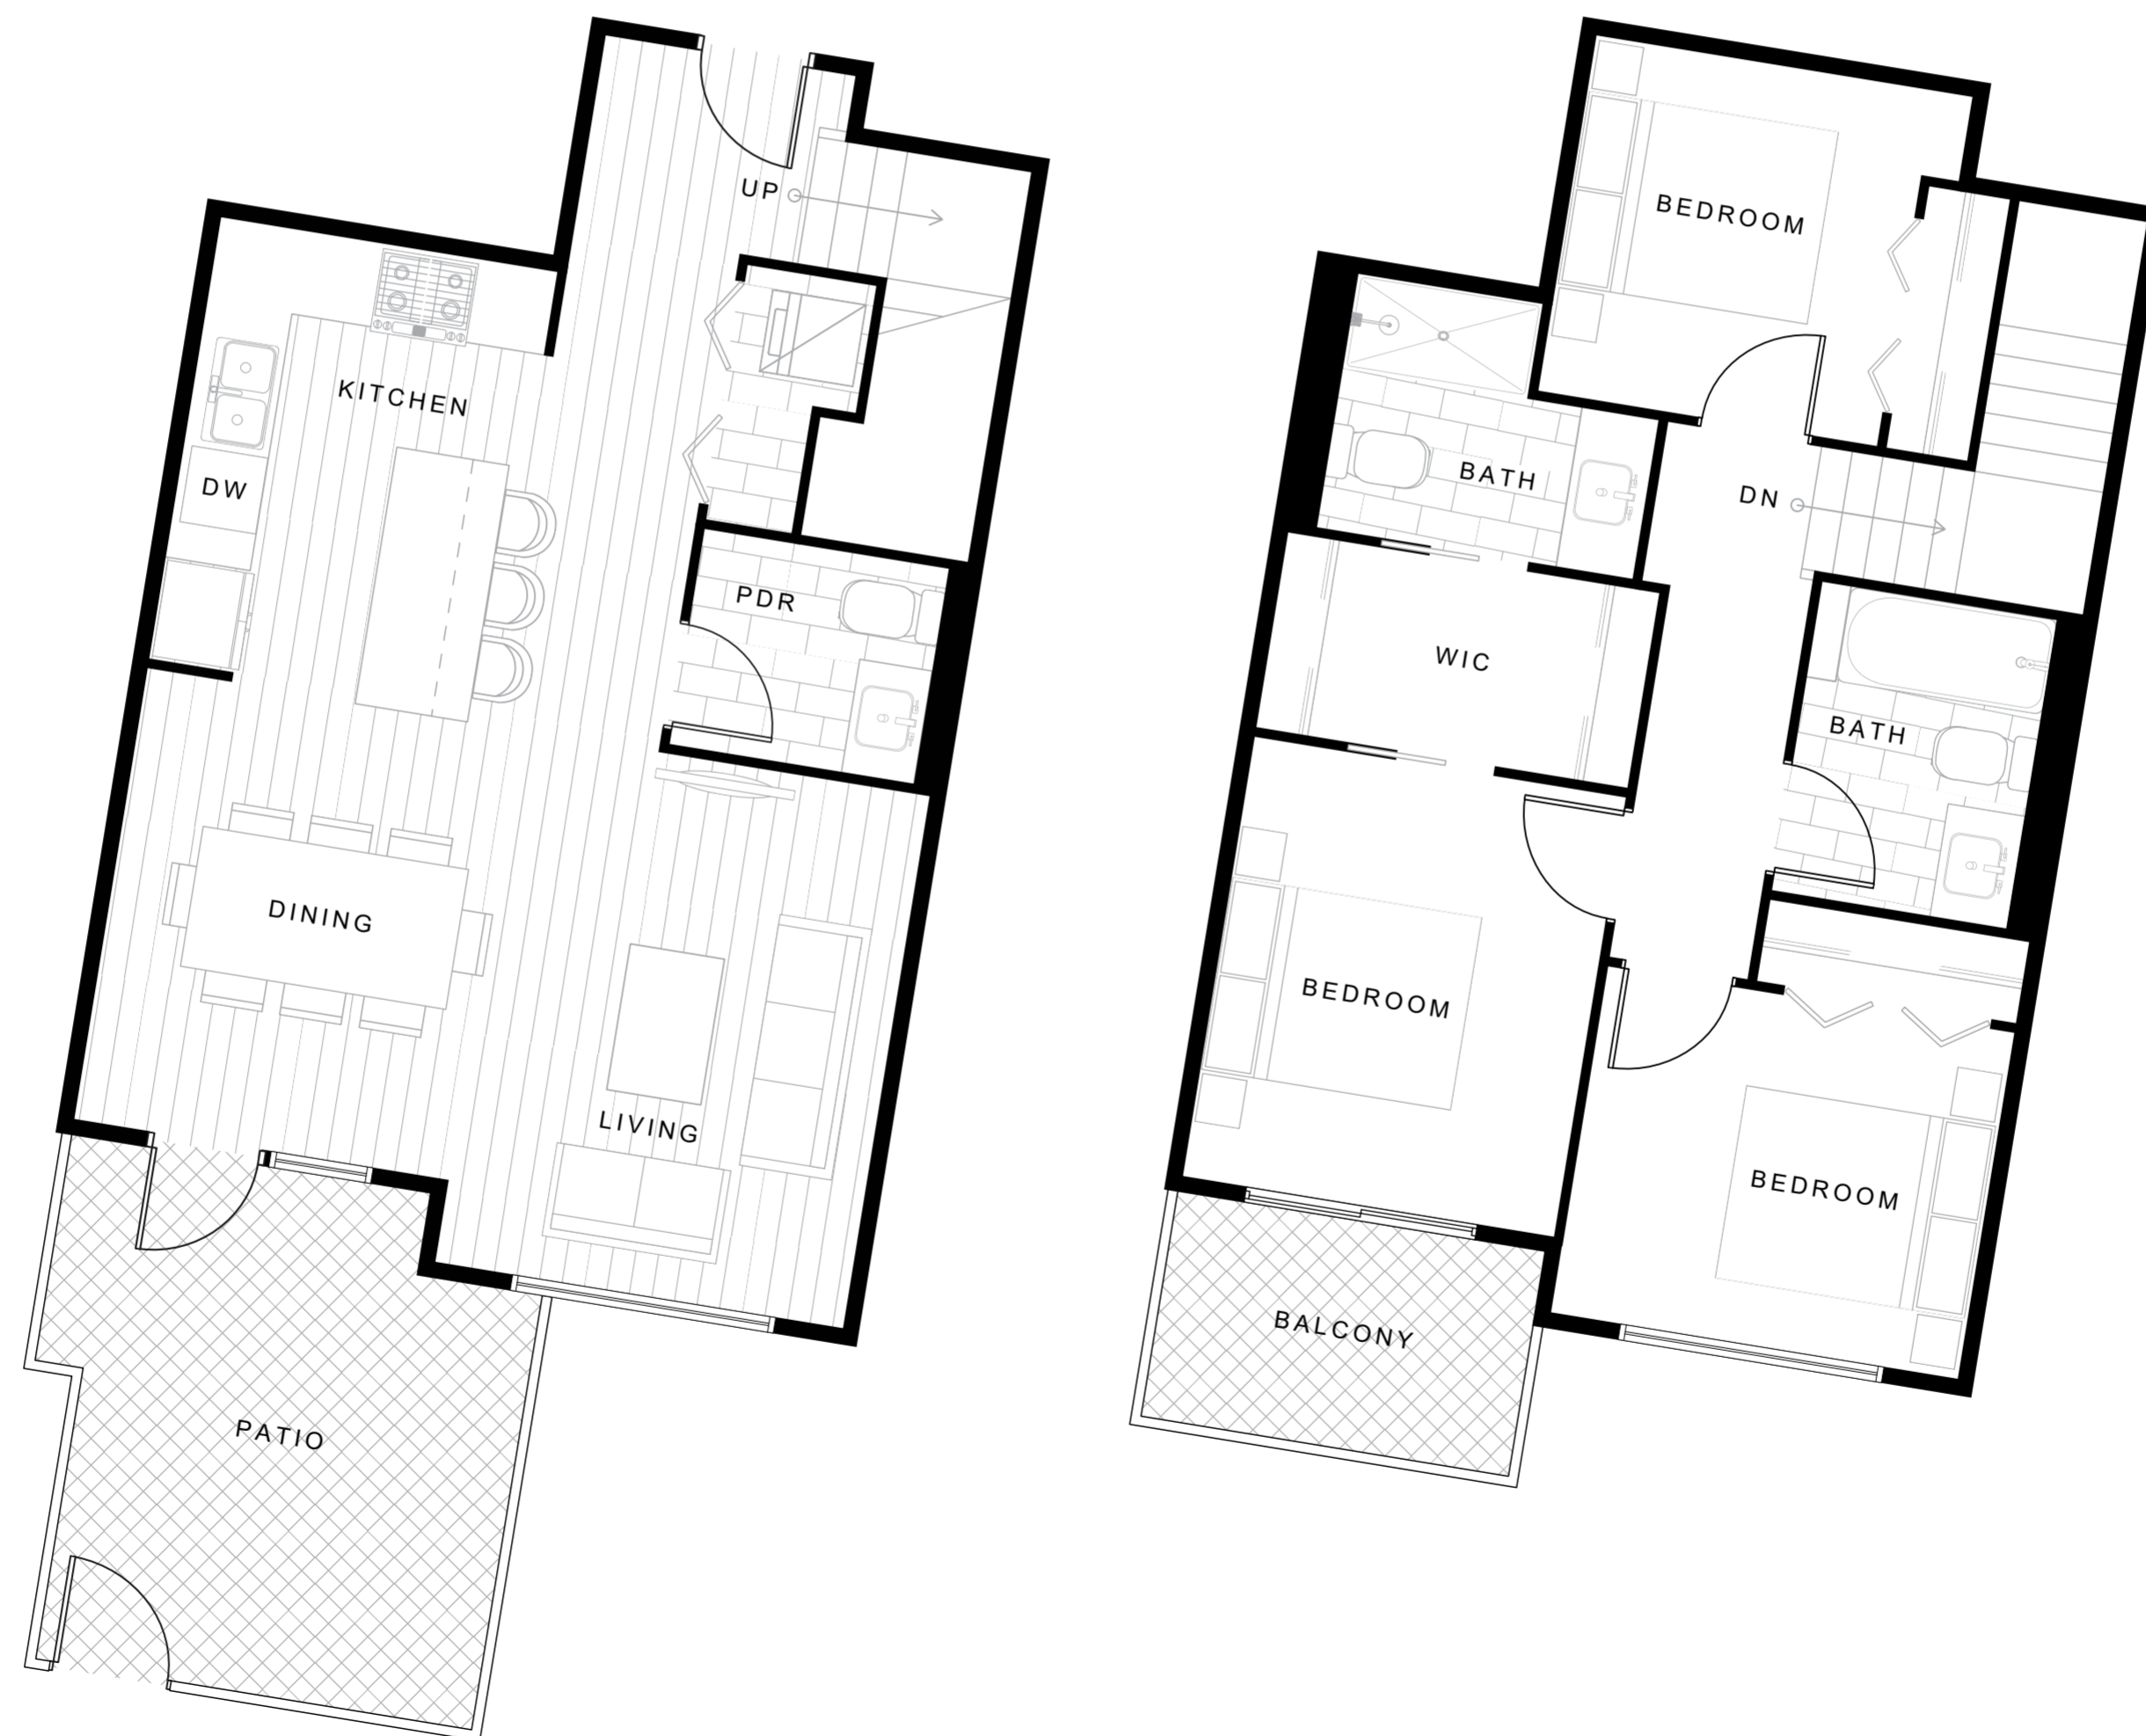 UP
KITCHEN
DW
PDR
DINING
LIVING
PATIO
BEDROOM
BATH
DN
WIC
BATH
BEDROOM
BEDROOM
BALCONY